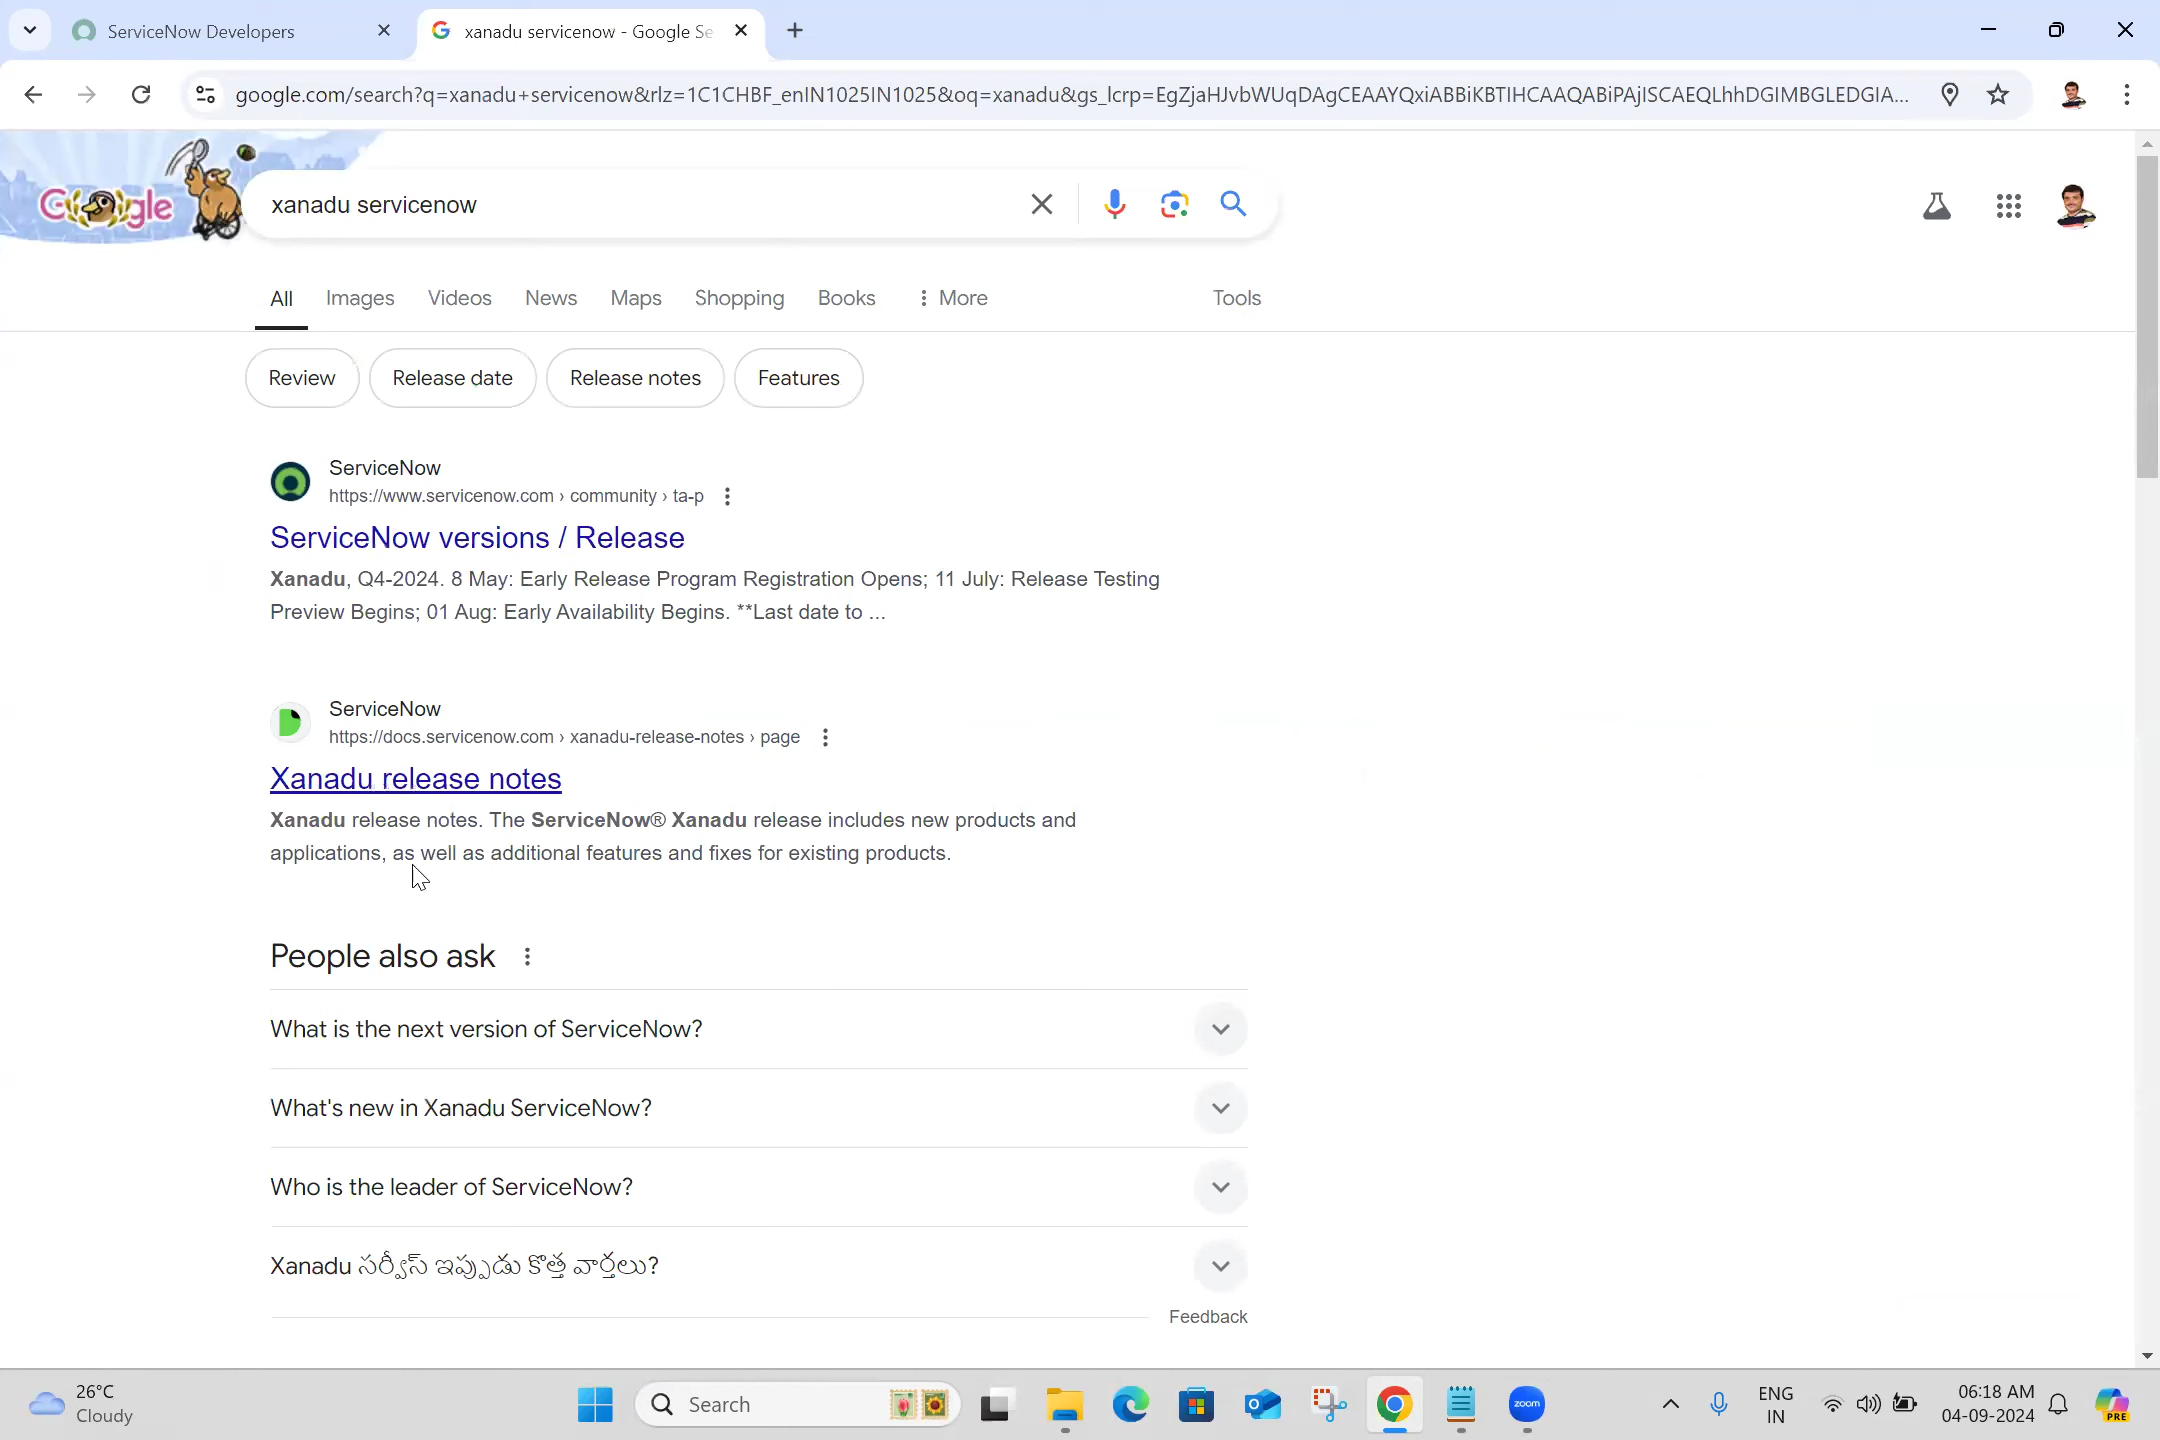 ServiceNow Developers
xanadu servicenow - Google Se
google.com/search?q=xanadu+servicenow&rlz=1C1CHBF_enIN1025IN1025&oq=xanadu&gs_lcrp=EgZjaHJvbWUqDAgCEAAYQxiABBiKBTIHCAAQABiPAjISCAEQLhhDGIMBGLEDGIA...
Google
xanadu servicenow
All Images Videos News Maps Shopping Books More Tools
Review Release date Release notes Features
ServiceNow
https://www.servicenow.com › community › ta-p
ServiceNow versions / Release
Xanadu, Q4-2024. 8 May: Early Release Program Registration Opens; 11 July: Release Testing
Preview Begins; 01 Aug: Early Availability Begins. **Last date to ...
ServiceNow
https://docs.servicenow.com › xanadu-release-notes › page
Xanadu release notes
Xanadu release notes. The ServiceNow® Xanadu release includes new products and
applications, as well as additional features and fixes for existing products.
People also ask
What is the next version of ServiceNow?
What's new in Xanadu ServiceNow?
Who is the leader of ServiceNow?
Xanadu సర్వీస్ ఇప్పుడు కొత్త వార్తలు?
Feedback
26°C
Cloudy
Search
zoom
ENG
IN
06:18 AM
04-09-2024
PRE